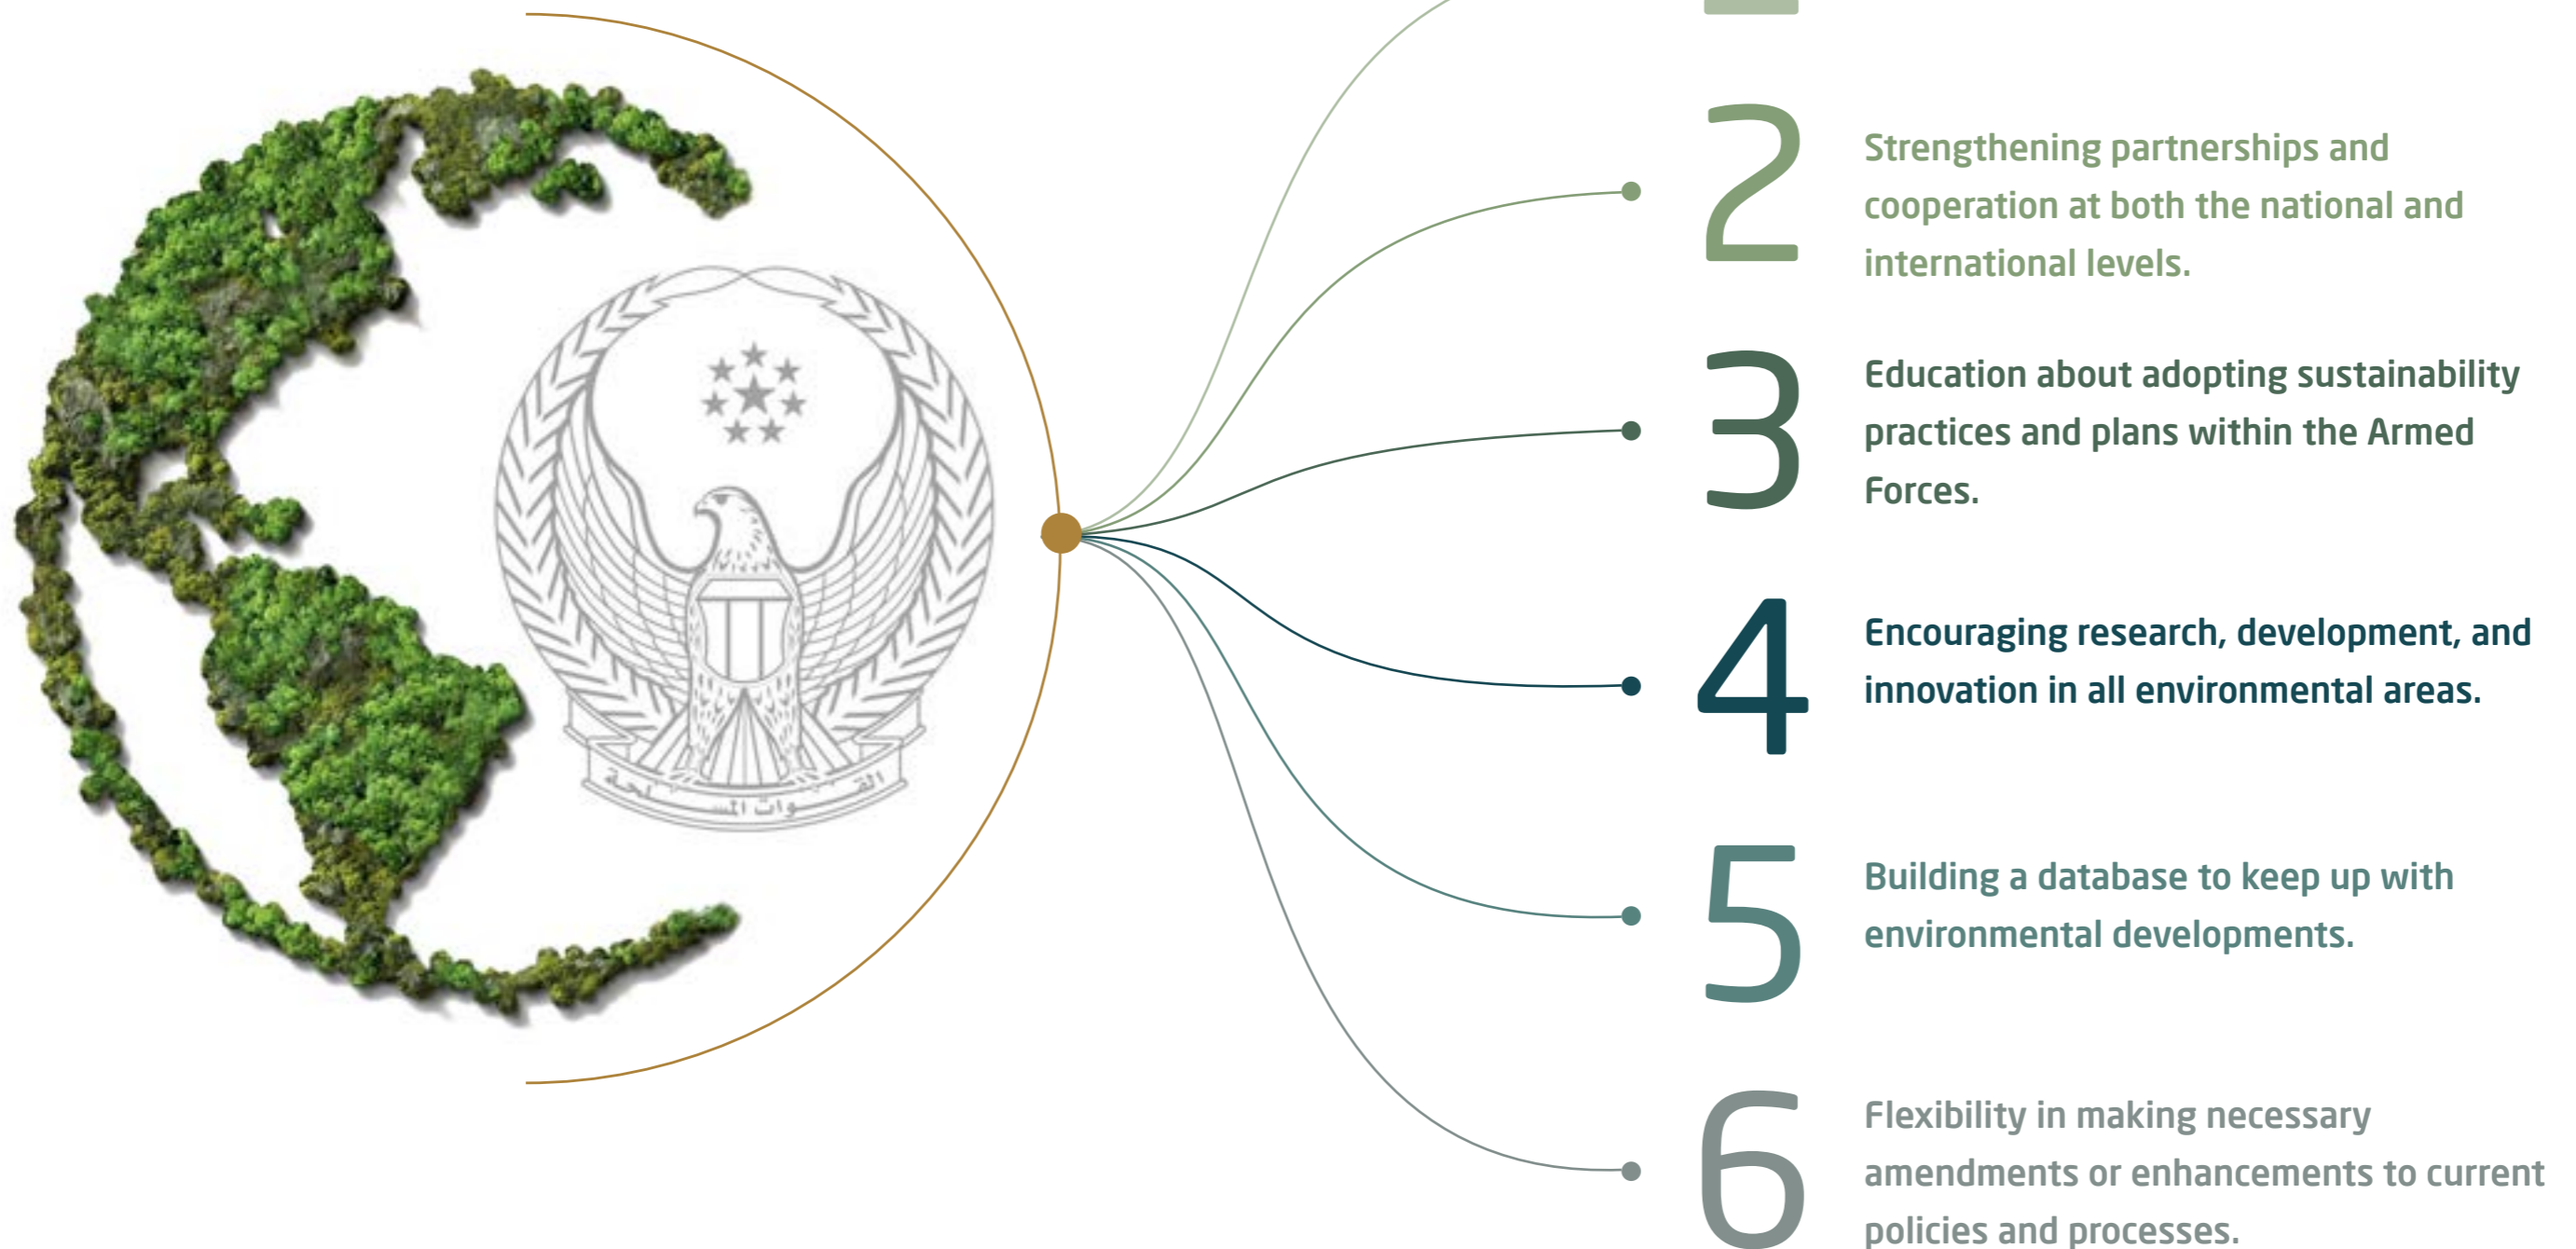 2
Strengthening partnerships and
cooperation at both the national and
international levels.
3
Education about adopting sustainability
practices and plans within the Armed
Forces.
4
Encouraging research, development, and
innovation in all environmental areas.
5
Building a database to keep up with
environmental developments.
6
Flexibility in making necessary
amendments or enhancements to current
policies and processes.
القـوات المسـلحـة